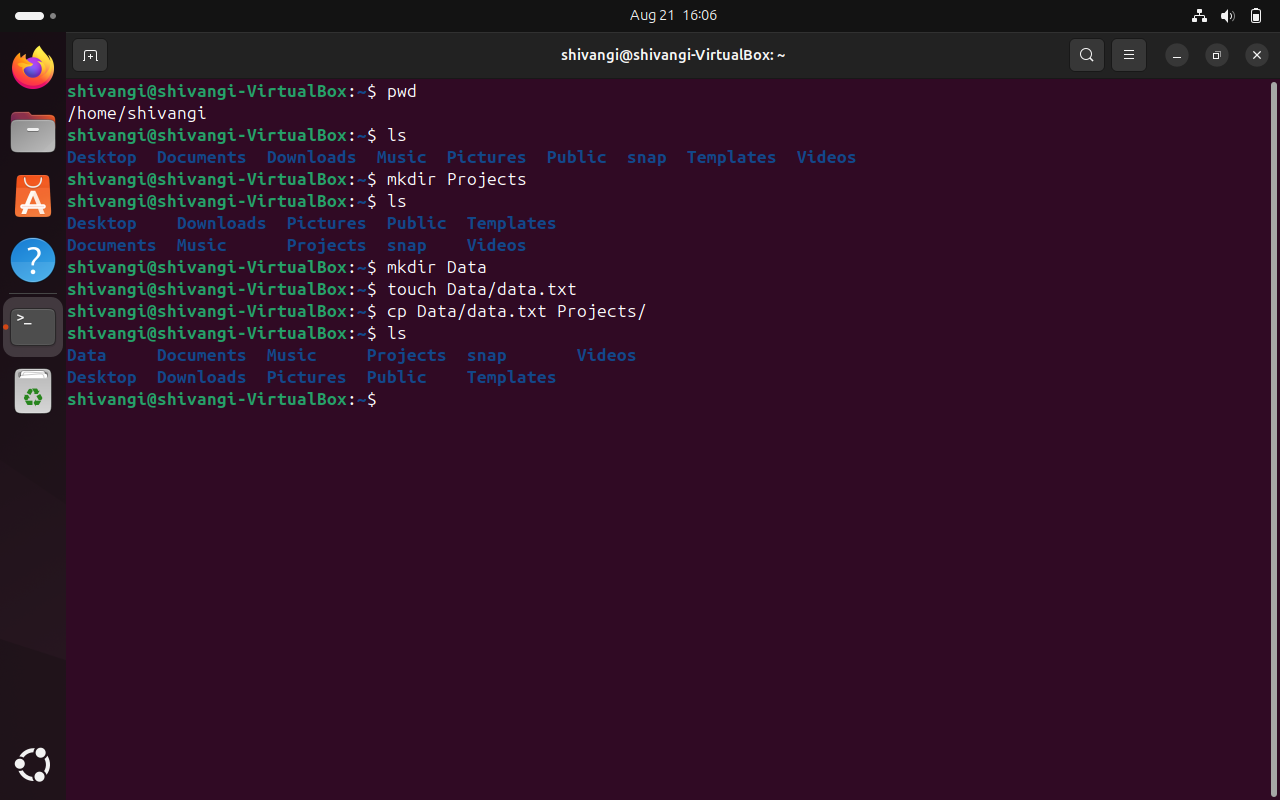 Aug 21 16:06
shivangi@shivangi-VirtualBox: ~
shivangi@shivangi-VirtualBox:~$ pwd
/home/shivangi
shivangi@shivangi-VirtualBox:~$ ls
Desktop  Documents  Downloads  Music  Pictures  Public  snap  Templates  Videos
shivangi@shivangi-VirtualBox:~$ mkdir Projects
shivangi@shivangi-VirtualBox:~$ ls
Desktop    Downloads  Pictures  Public  Templates
Documents  Music      Projects  snap    Videos
shivangi@shivangi-VirtualBox:~$ mkdir Data
shivangi@shivangi-VirtualBox:~$ touch Data/data.txt
shivangi@shivangi-VirtualBox:~$ cp Data/data.txt Projects/
shivangi@shivangi-VirtualBox:~$ ls
Data     Documents  Music     Projects  snap       Videos
Desktop  Downloads  Pictures  Public    Templates
shivangi@shivangi-VirtualBox:~$